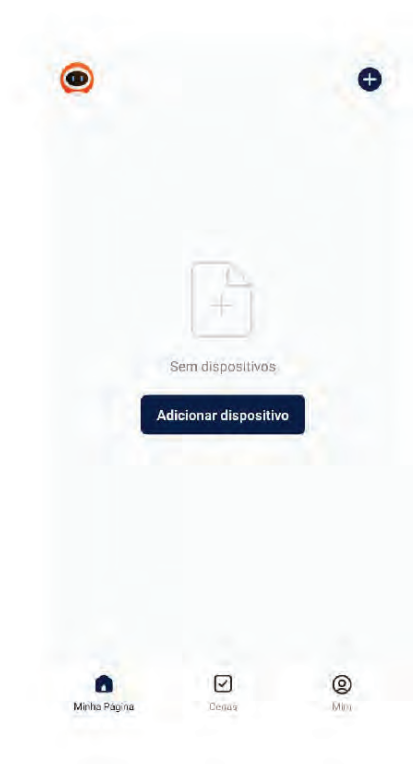 Sem dispositivos
Adicionar dispositivo
Minha Página
Cenas
Mim